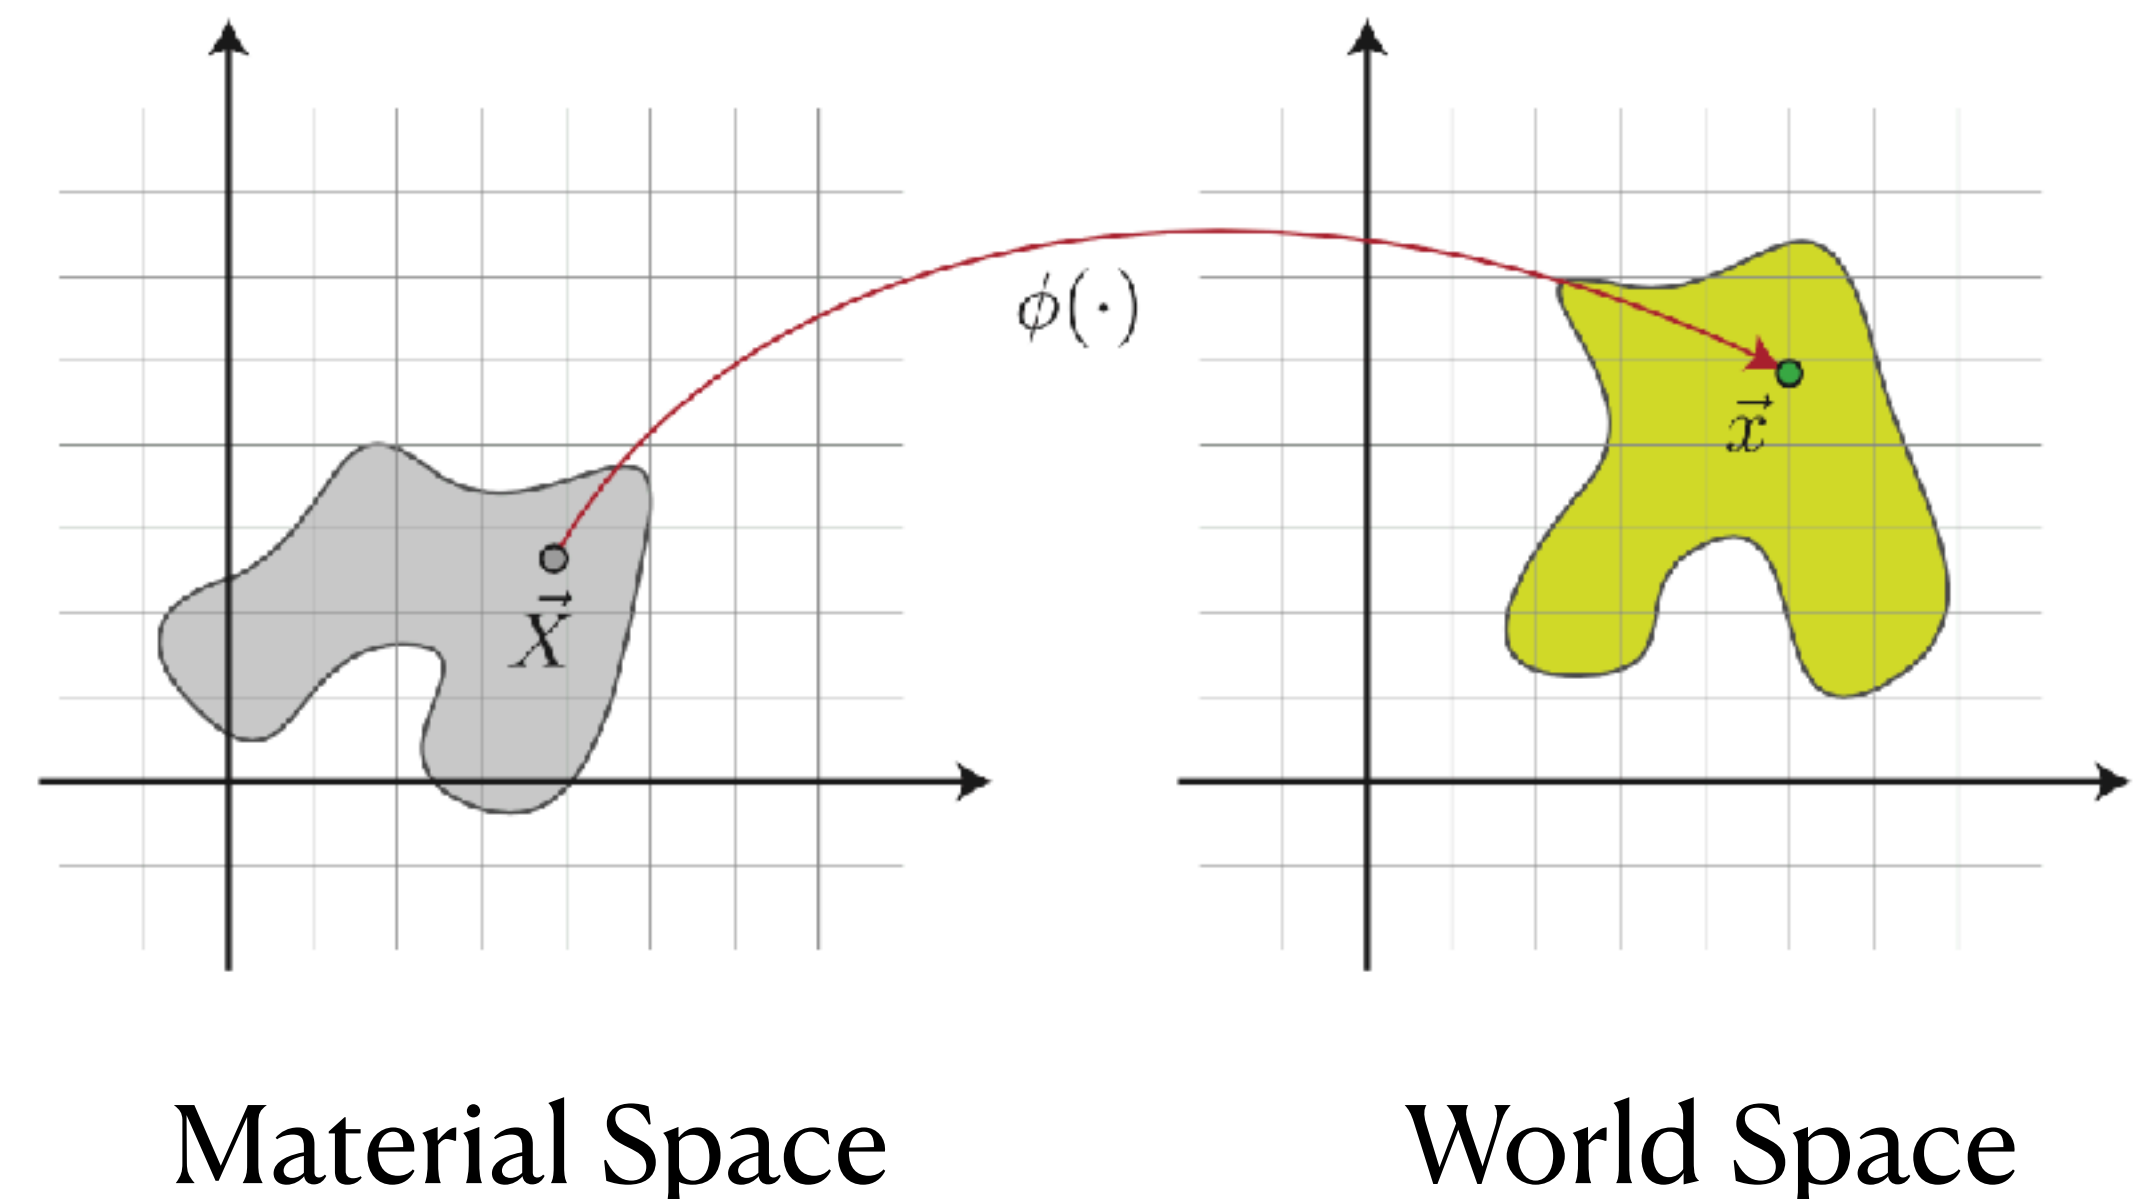 ϕ(·)
x⃗
X⃗
Material Space
World Space